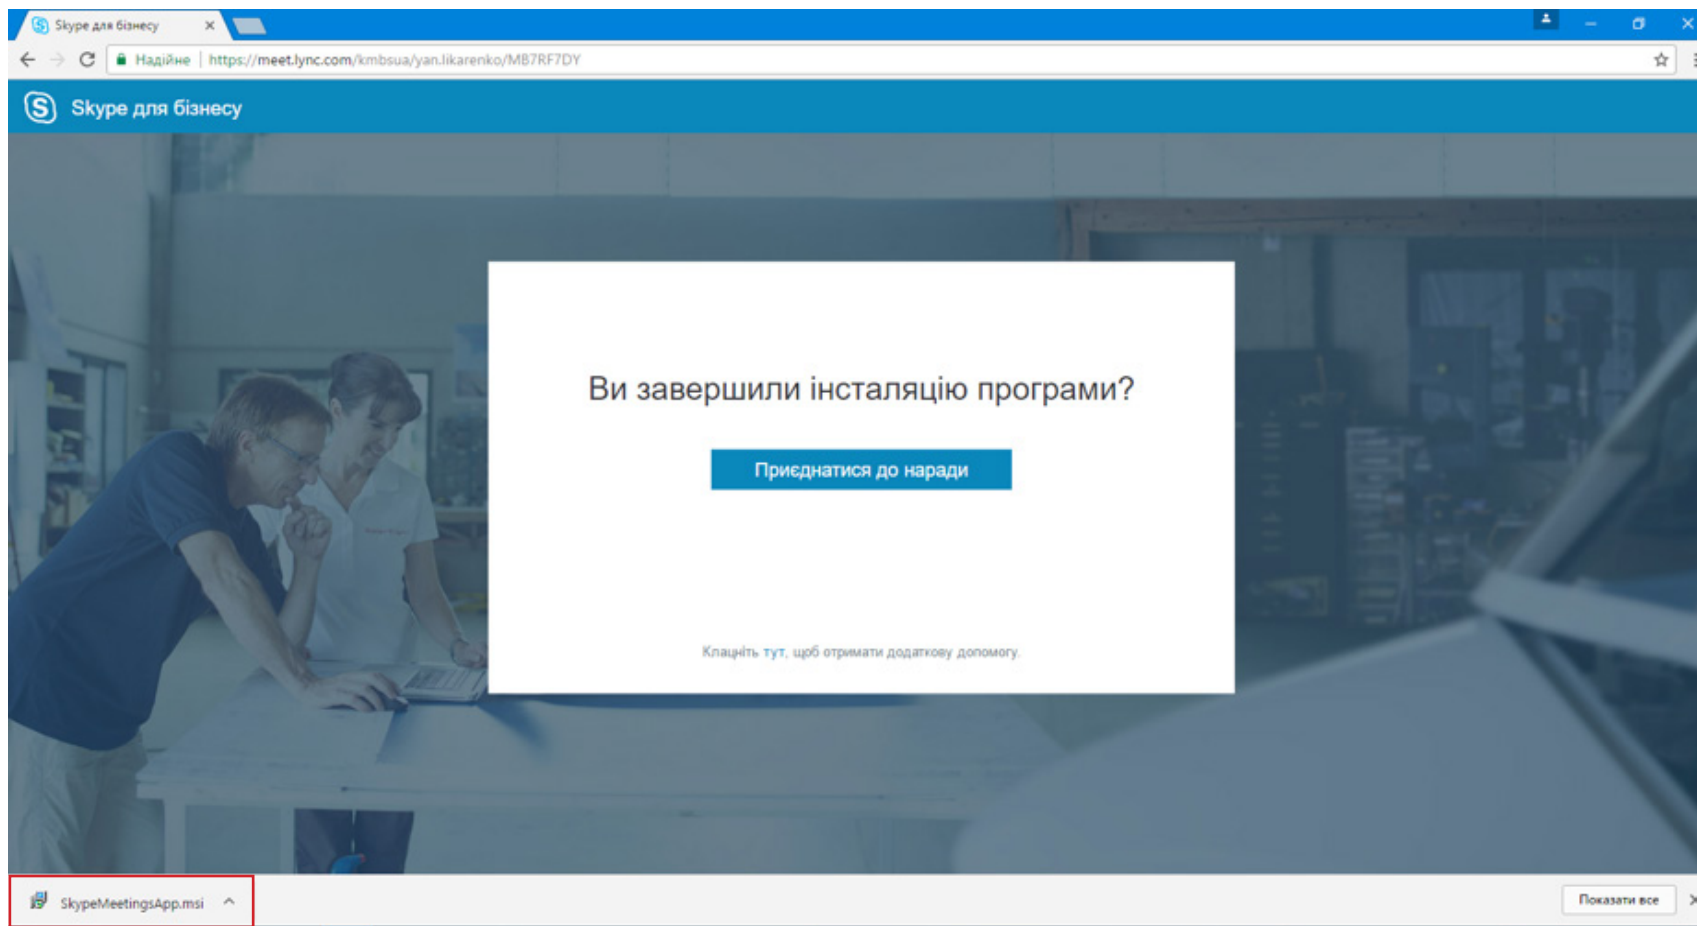 Skype для бізнесу
Надійне | https://meet.lync.com/kmbsua/yan.likarenko/MB7RF7DY
Skype для бізнесу
Ви завершили інсталяцію програми?
Приєднатися до наради
Клацніть тут, щоб отримати додаткову допомогу.
SkypeMeetingsApp.msi
Показати все